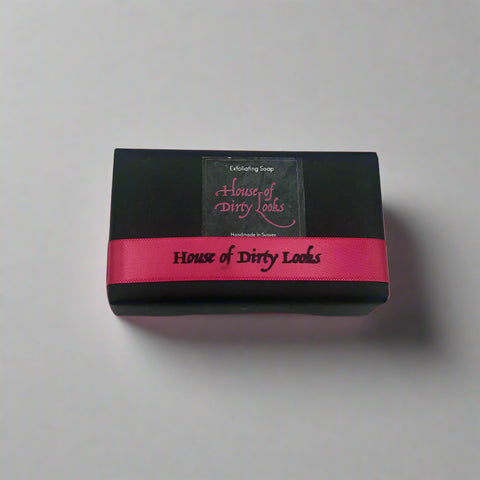 Exfoliating Soap
House of
Dirty Looks
Handmade In Sussex
House of Dirty Looks